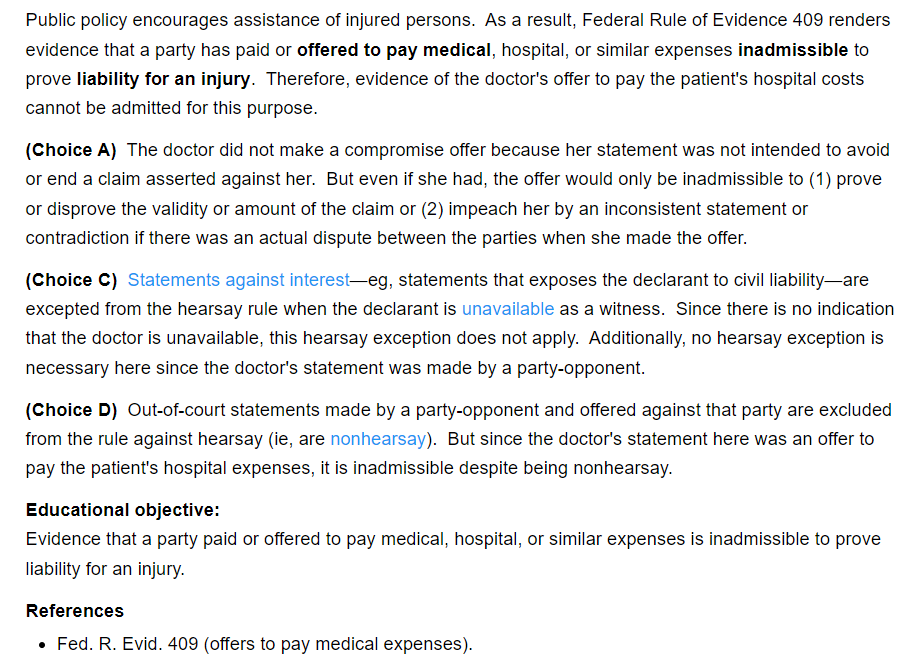 Public policy encourages assistance of injured persons.  As a result, Federal Rule of Evidence 409 renders
evidence that a party has paid or offered to pay medical, hospital, or similar expenses inadmissible to
prove liability for an injury.  Therefore, evidence of the doctor's offer to pay the patient's hospital costs
cannot be admitted for this purpose.
(Choice A)  The doctor did not make a compromise offer because her statement was not intended to avoid
or end a claim asserted against her.  But even if she had, the offer would only be inadmissible to (1) prove
or disprove the validity or amount of the claim or (2) impeach her by an inconsistent statement or
contradiction if there was an actual dispute between the parties when she made the offer.
(Choice C)  Statements against interest—eg, statements that exposes the declarant to civil liability—are
excepted from the hearsay rule when the declarant is unavailable as a witness.  Since there is no indication
that the doctor is unavailable, this hearsay exception does not apply.  Additionally, no hearsay exception is
necessary here since the doctor's statement was made by a party-opponent.
(Choice D)  Out-of-court statements made by a party-opponent and offered against that party are excluded
from the rule against hearsay (ie, are nonhearsay).  But since the doctor's statement here was an offer to
pay the patient's hospital expenses, it is inadmissible despite being nonhearsay.
Educational objective:
Evidence that a party paid or offered to pay medical, hospital, or similar expenses is inadmissible to prove
liability for an injury.
References
• Fed. R. Evid. 409 (offers to pay medical expenses).